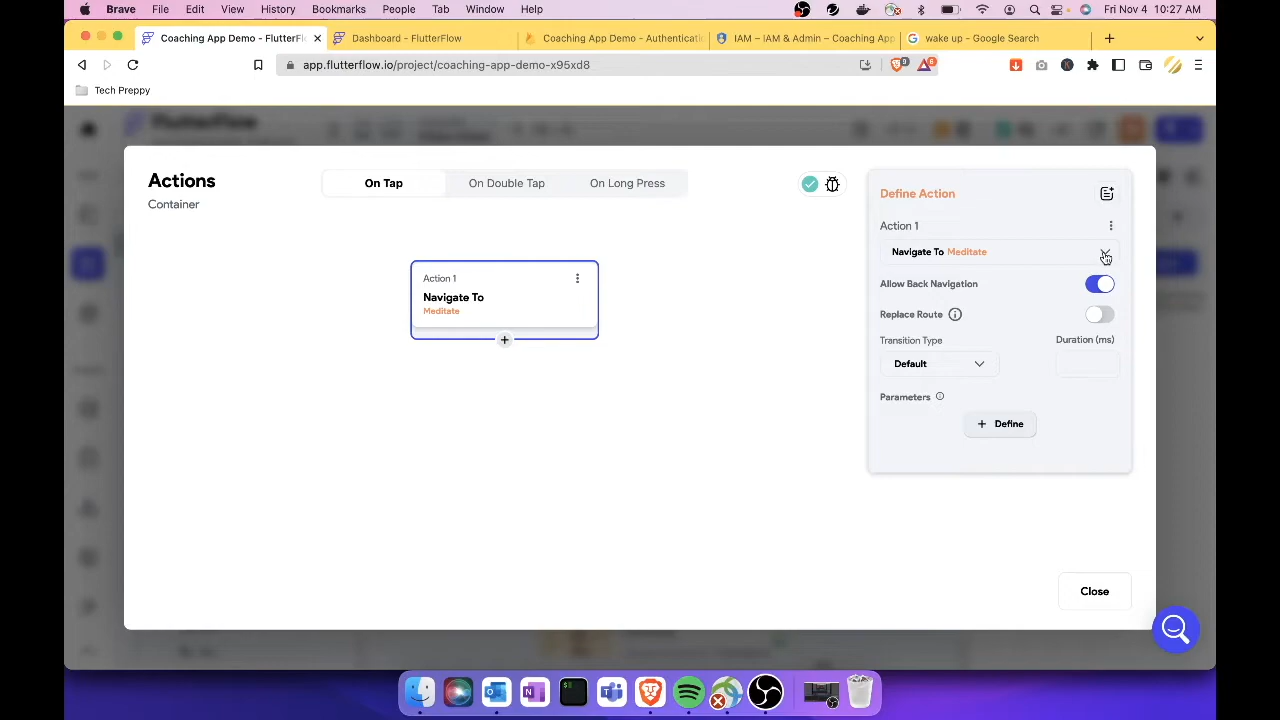 Brave File Edit View History Bookmarks People Tab Window Help
Fri Nov 4 10:27 AM
Coaching App Demo - FlutterFl
Dashboard - FlutterFlow
Coaching App Demo - Authenticati
IAM – IAM & Admin – Coaching App
wake up - Google Search
app.flutterflow.io/project/coaching-app-demo-x95xd8
9
6
Tech Preppy
FlutterFlow
Actions
Container
On Tap
On Double Tap
On Long Press
Define Action
Action 1
Navigate To Meditate
Allow Back Navigation
Replace Route
Transition Type
Duration (ms)
Default
Parameters
+ Define
Action 1
Navigate To
Meditate
Close